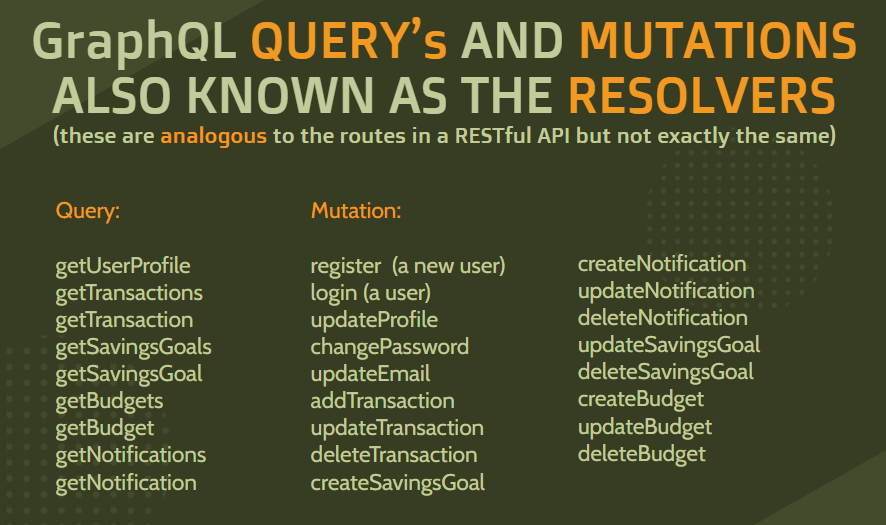 GraphQL QUERY's AND MUTATIONS
ALSO KNOWN AS THE RESOLVERS
(these are analogous to the routes in a RESTful API but not exactly the same)
Query:
getUserProfile
getTransactions
getTransaction
getSavingsGoals
getSavingsGoal
getBudgets
getBudget
getNotifications
getNotification
Mutation:
register (a new user)
login (a user)
updateProfile
changePassword
updateEmail
addTransaction
updateTransaction
deleteTransaction
createSavingsGoal
createNotification
updateNotification
deleteNotification
updateSavingsGoal
deleteSavingsGoal
createBudget
updateBudget
deleteBudget